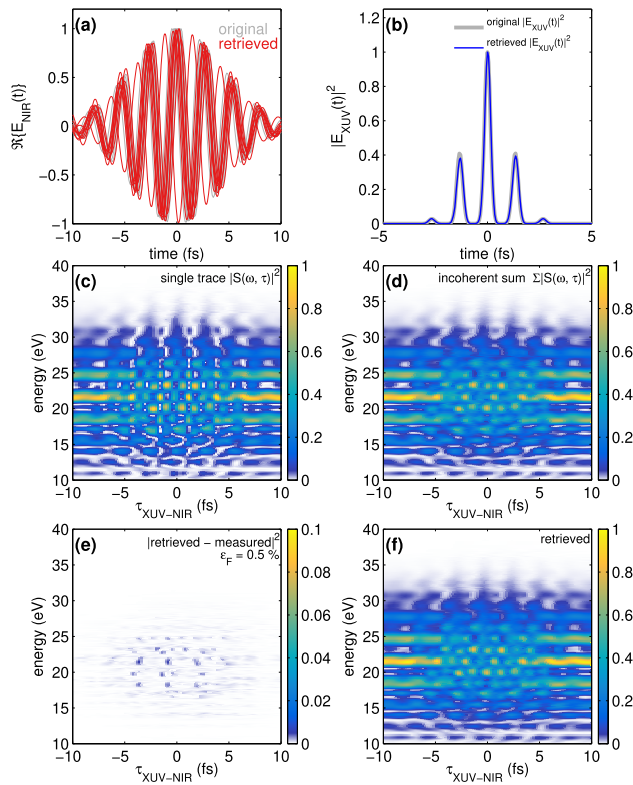 (a)
original
retrieved
ℜ{E_NIR(t)}
1
0.5
0
−0.5
−1
−10 −5 0 5 10
time (fs)
(b)
original |E_XUV(t)|²
retrieved |E_XUV(t)|²
|E_XUV(t)|²
1.2
1
0.8
0.6
0.4
0.2
0
−5 0 5
time (fs)
(c)
single trace |S(ω, τ)|²
energy (eV)
40
35
30
25
20
15
10
−10 −5 0 5 10
τ_XUV−NIR (fs)
1
0.8
0.6
0.4
0.2
0
(d)
incoherent sum Σ|S(ω, τ)|²
energy (eV)
40
35
30
25
20
15
10
−10 −5 0 5 10
τ_XUV−NIR (fs)
1
0.8
0.6
0.4
0.2
0
(e)
|retrieved − measured|²
ε_F = 0.5 %
energy (eV)
40
35
30
25
20
15
10
−10 −5 0 5 10
τ_XUV−NIR (fs)
0.1
0.08
0.06
0.04
0.02
0
(f)
retrieved
energy (eV)
40
35
30
25
20
15
10
−10 −5 0 5 10
τ_XUV−NIR (fs)
1
0.8
0.6
0.4
0.2
0